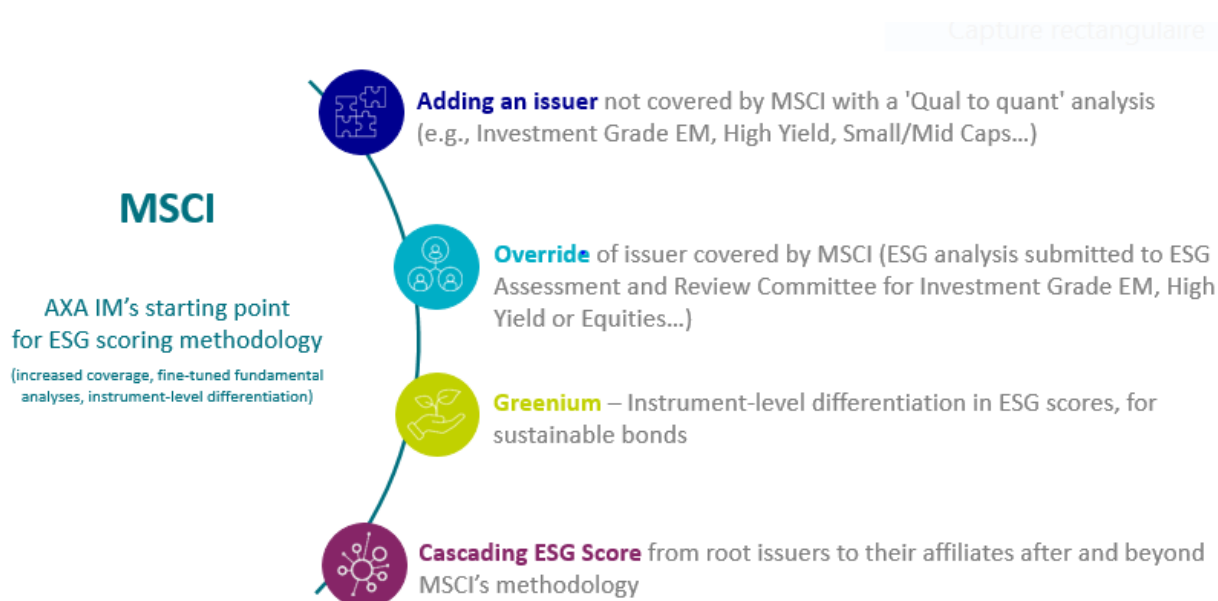 Capture rectangulaire
Adding an issuer not covered by MSCI with a 'Qual to quant' analysis
(e.g., Investment Grade EM, High Yield, Small/Mid Caps…)
MSCI
Override of issuer covered by MSCI (ESG analysis submitted to ESG
Assessment and Review Committee for Investment Grade EM, High
Yield or Equities…)
AXA IM’s starting point
for ESG scoring methodology
(increased coverage, fine-tuned fundamental
analyses, instrument-level differentiation)
Greenium – Instrument-level differentiation in ESG scores, for
sustainable bonds
Cascading ESG Score from root issuers to their affiliates after and beyond
MSCI’s methodology